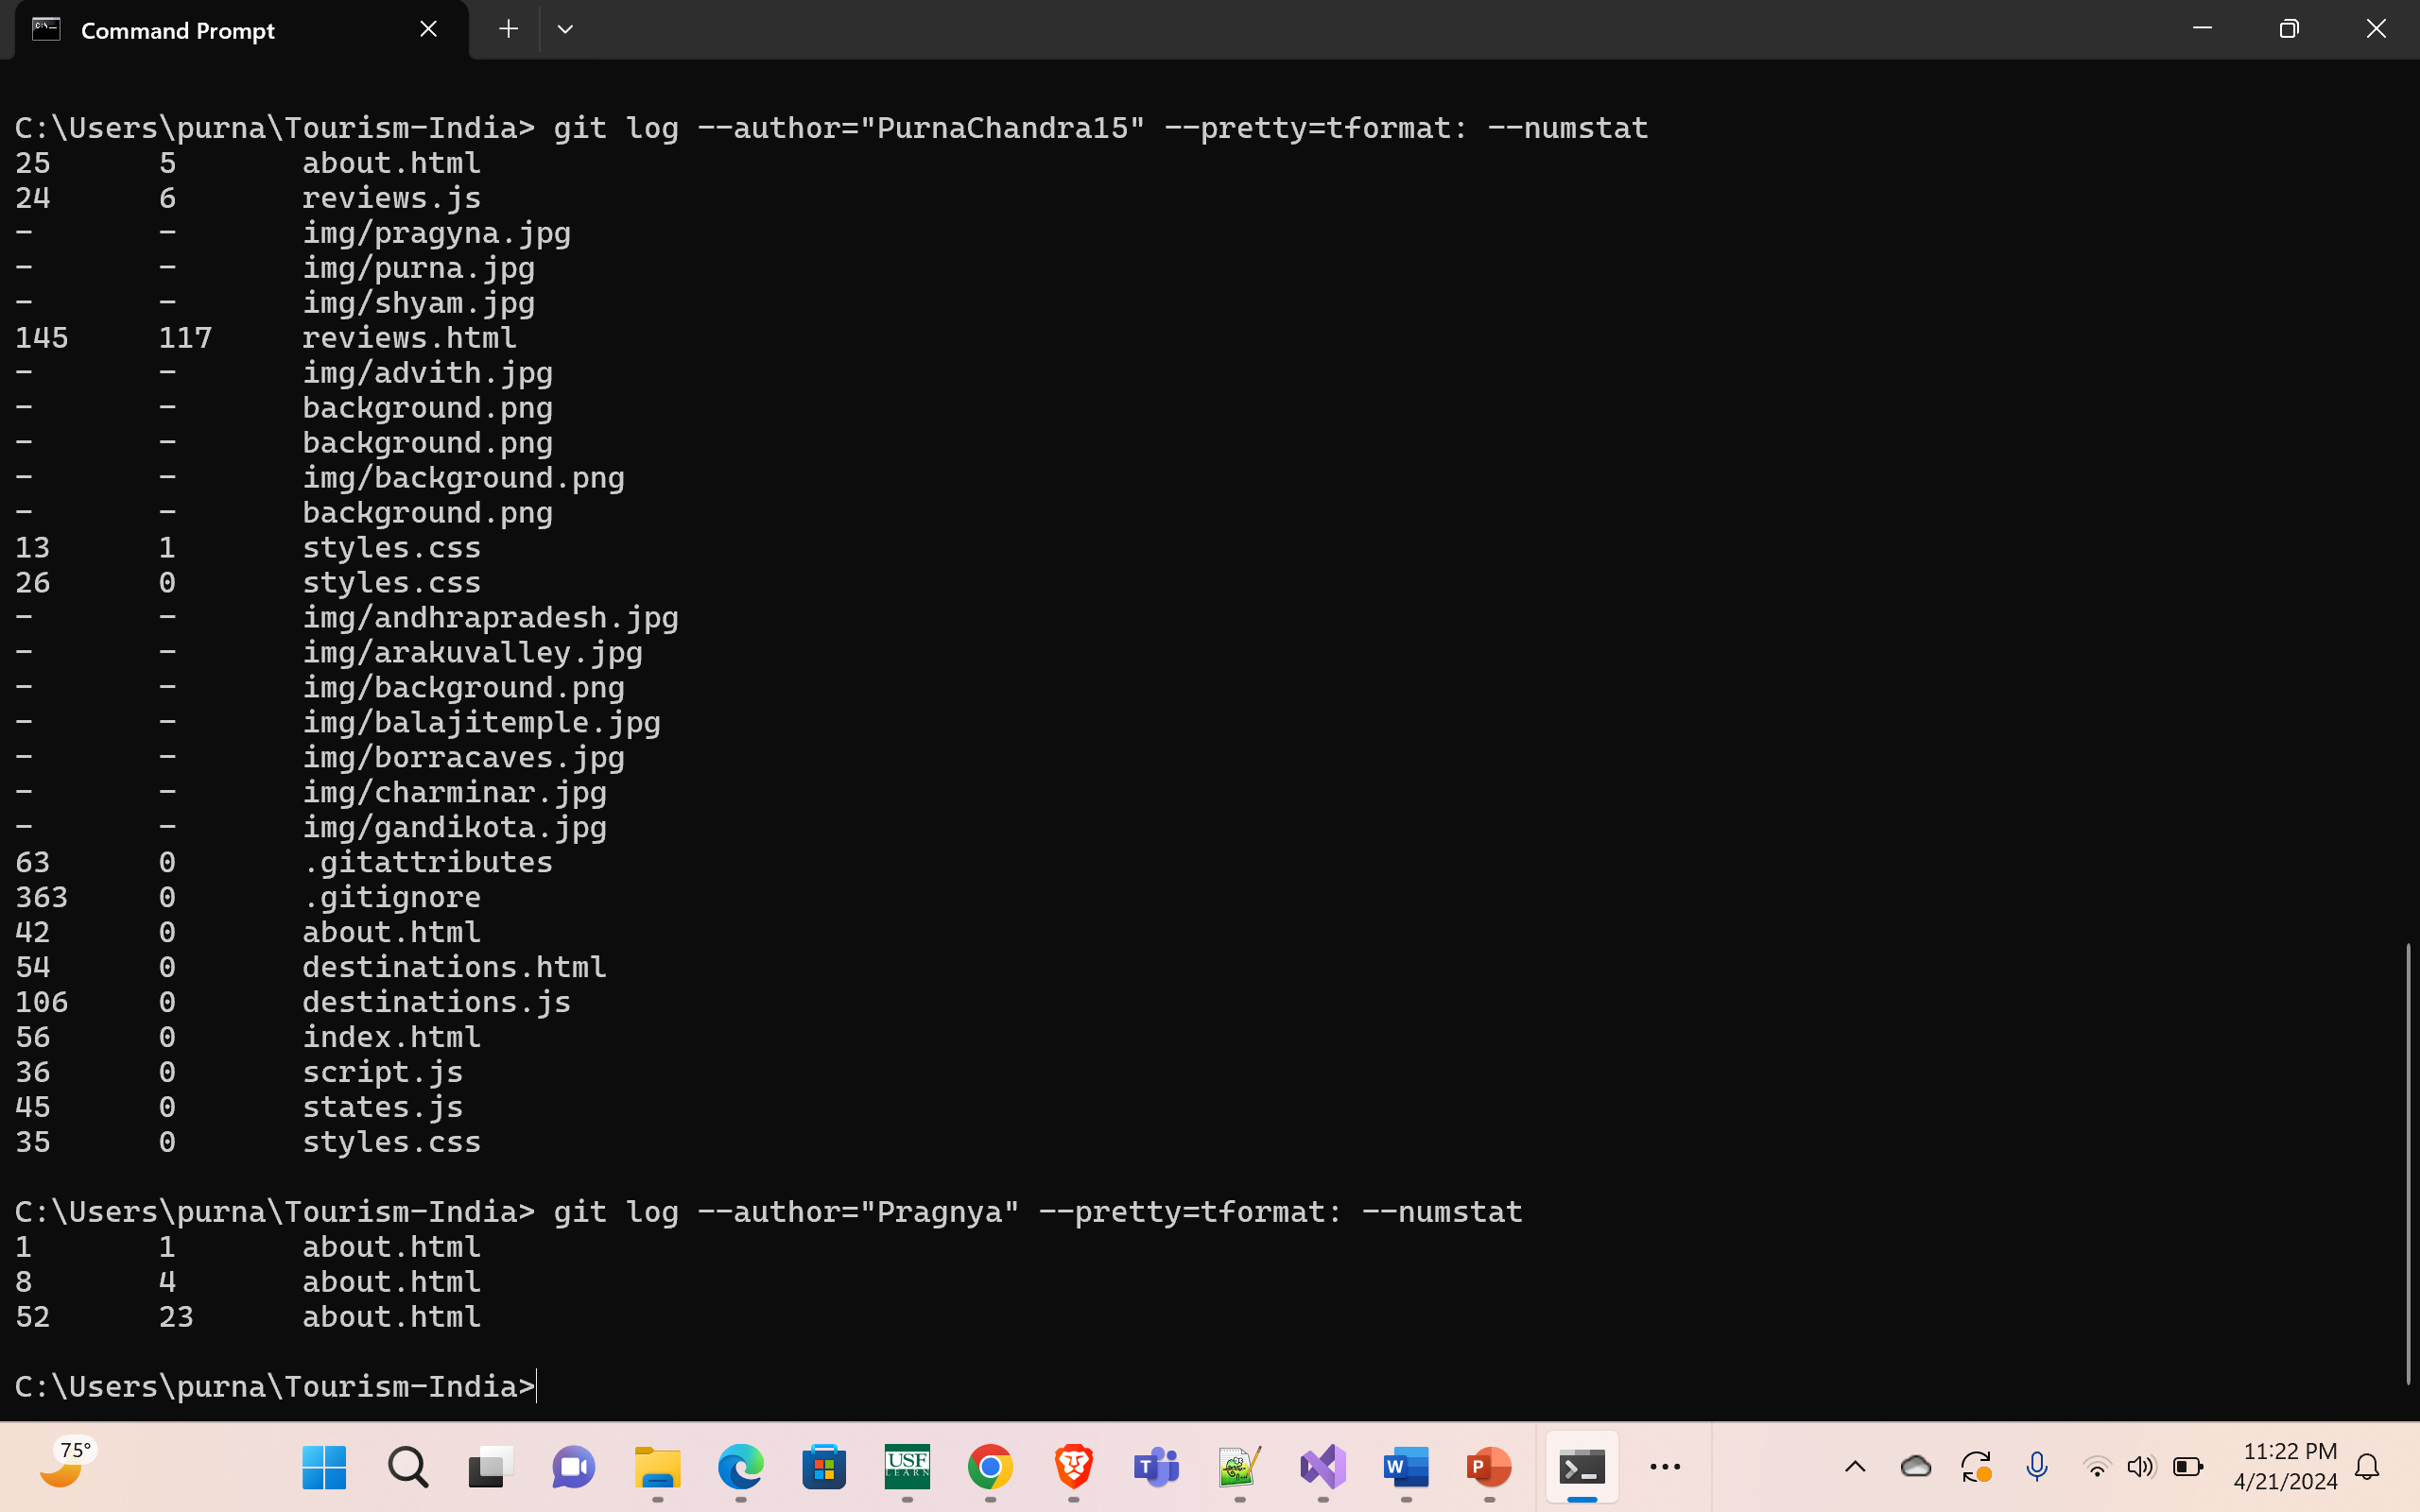 Command Prompt
C:\Users\purna\Tourism-India> git log --author="PurnaChandra15" --pretty=tformat: --numstat
25 5 about.html
24 6 reviews.js
- - img/pragyna.jpg
- - img/purna.jpg
- - img/shyam.jpg
145 117 reviews.html
- - img/advith.jpg
- - background.png
- - background.png
- - img/background.png
- - background.png
13 1 styles.css
26 0 styles.css
- - img/andhrapradesh.jpg
- - img/arakuvalley.jpg
- - img/background.png
- - img/balajitemple.jpg
- - img/borracaves.jpg
- - img/charminar.jpg
- - img/gandikota.jpg
63 0 .gitattributes
363 0 .gitignore
42 0 about.html
54 0 destinations.html
106 0 destinations.js
56 0 index.html
36 0 script.js
45 0 states.js
35 0 styles.css
C:\Users\purna\Tourism-India> git log --author="Pragnya" --pretty=tformat: --numstat
1 1 about.html
8 4 about.html
52 23 about.html
C:\Users\purna\Tourism-India>
75°
USF
LEARN
T
W
P
11:22 PM
4/21/2024